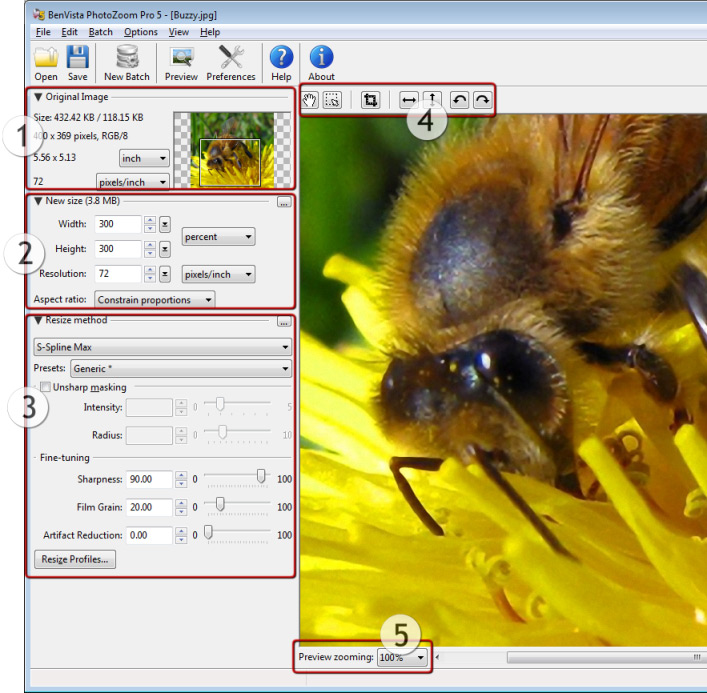 BenVista PhotoZoom Pro 5 - [Buzzy.jpg]
File Edit Batch Options View Help
Open Save New Batch Preview Preferences Help About
Original Image
Size: 432.42 KB / 118.15 KB
400 x 369 pixels, RGB/8
5.56 x 5.13 inch
72 pixels/inch
1
4
New size (3.8 MB) ...
Width: 300
percent
Height: 300
Resolution: 72 pixels/inch
Aspect ratio: Constrain proportions
2
Resize method ...
S-Spline Max
Presets: Generic *
Unsharp masking
Intensity: 0 5
Radius: 0 10
3
Fine-tuning
Sharpness: 90.00 0 100
Film Grain: 20.00 0 100
Artifact Reduction: 0.00 0 100
Resize Profiles...
5
Preview zooming: 100%